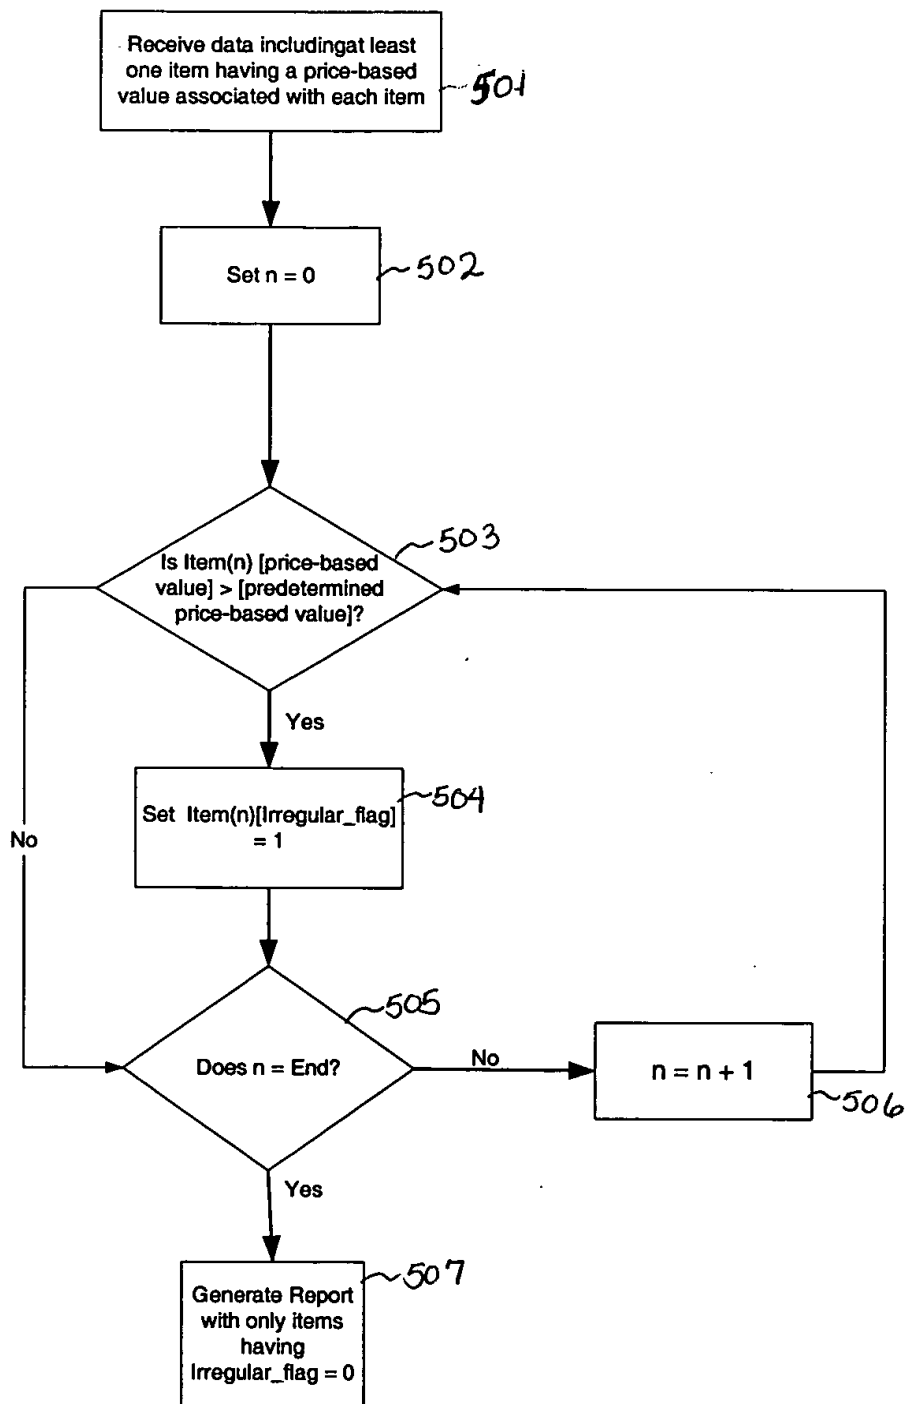 Receive data includingat least
one item having a price-based
value associated with each item
501
Set n = 0
502
503
Is Item(n) [price-based
value] > [predetermined
price-based value]?
Yes
No
504
Set Item(n)[Irregular_flag]
= 1
505
Does n = End?
No
n = n + 1
506
Yes
507
Generate Report
with only items
having
Irregular_flag = 0